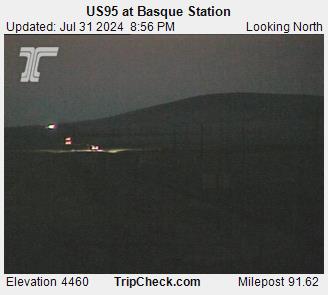 US95 at Basque Station
Updated: Jul 31 2024 8:56 PM Looking North
Elevation 4460 TripCheck.com Milepost 91.62